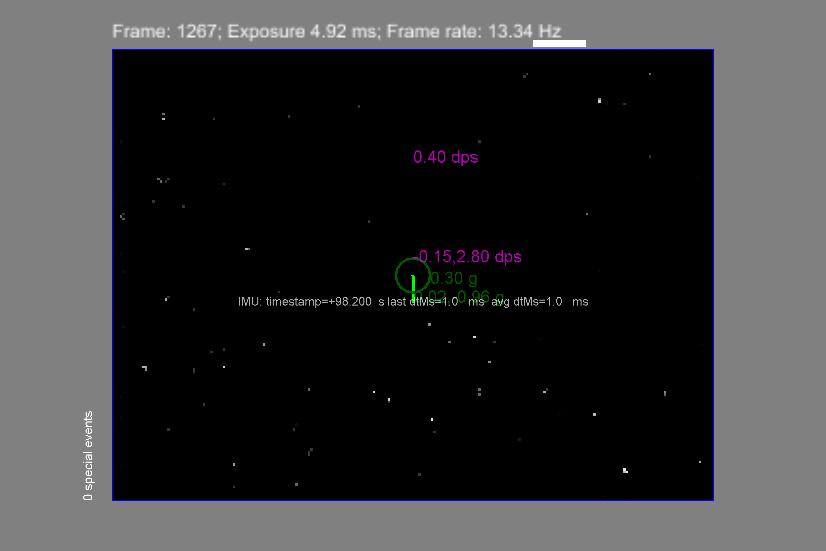 Frame: 1267; Exposure 4.92 ms; Frame rate: 13.34 Hz
0.40 dps
-0.15,2.80 dps
0.30 g
IMU: timestamp=+98.200 s last dtMs=1.0 ms avg dtMs=1.0 ms
0 special events